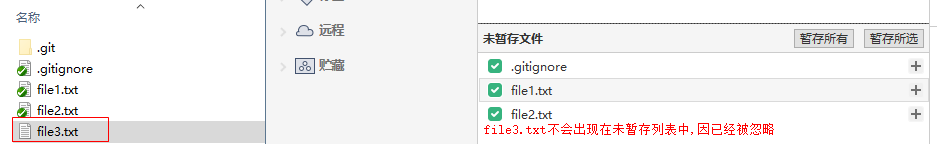 名称
.git
.gitignore
file1.txt
file2.txt
file3.txt
远程
贮藏
未暂存文件
暂存所有
暂存所选
.gitignore
file1.txt
file2.txt
file3.txt不会出现在未暂存列表中,因已经被忽略